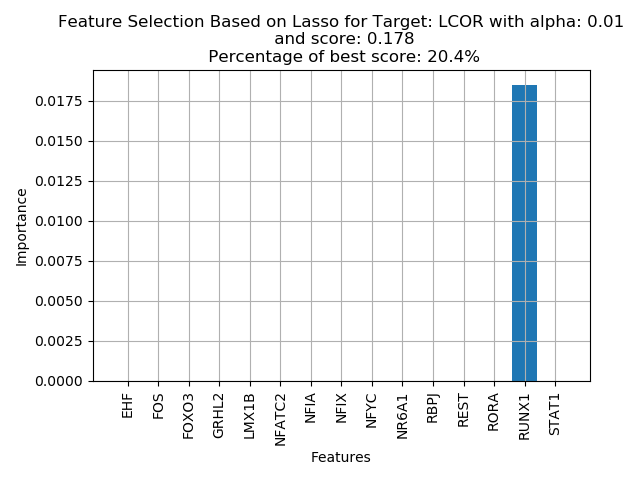 Feature Selection Based on Lasso for Target: LCOR with alpha: 0.01
and score: 0.178
Percentage of best score: 20.4%
0.0175
0.0150
0.0125
0.0100
0.0075
0.0050
0.0025
0.0000
Importance
EHF
FOS
FOXO3
GRHL2
LMX1B
NFATC2
NFIA
NFIX
NFYC
NR6A1
RBPJ
REST
RORA
RUNX1
STAT1
Features